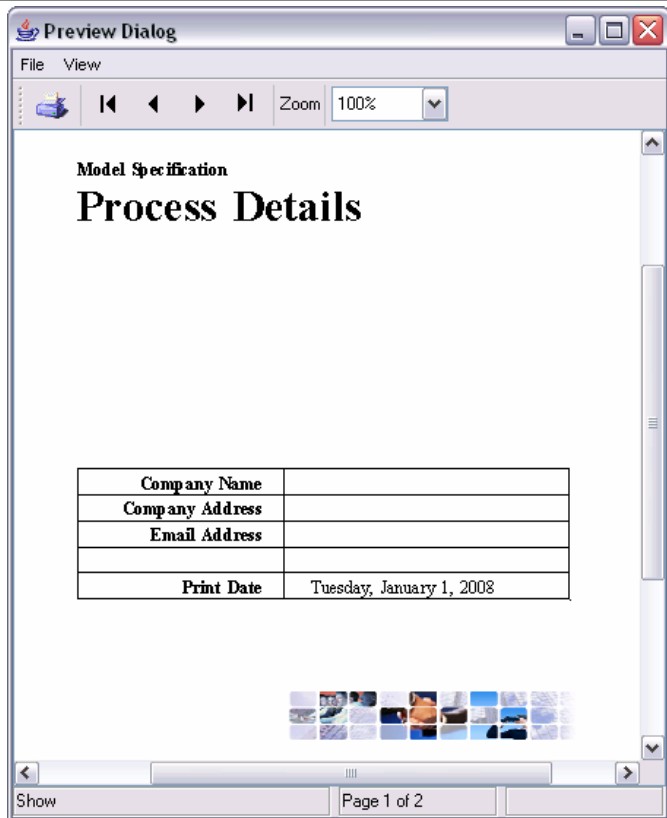 Preview Dialog
File View
Zoom 100%
Model Specification
Process Details
Company Name
Company Address
Email Address
Print Date Tuesday, January 1, 2008
Show Page 1 of 2